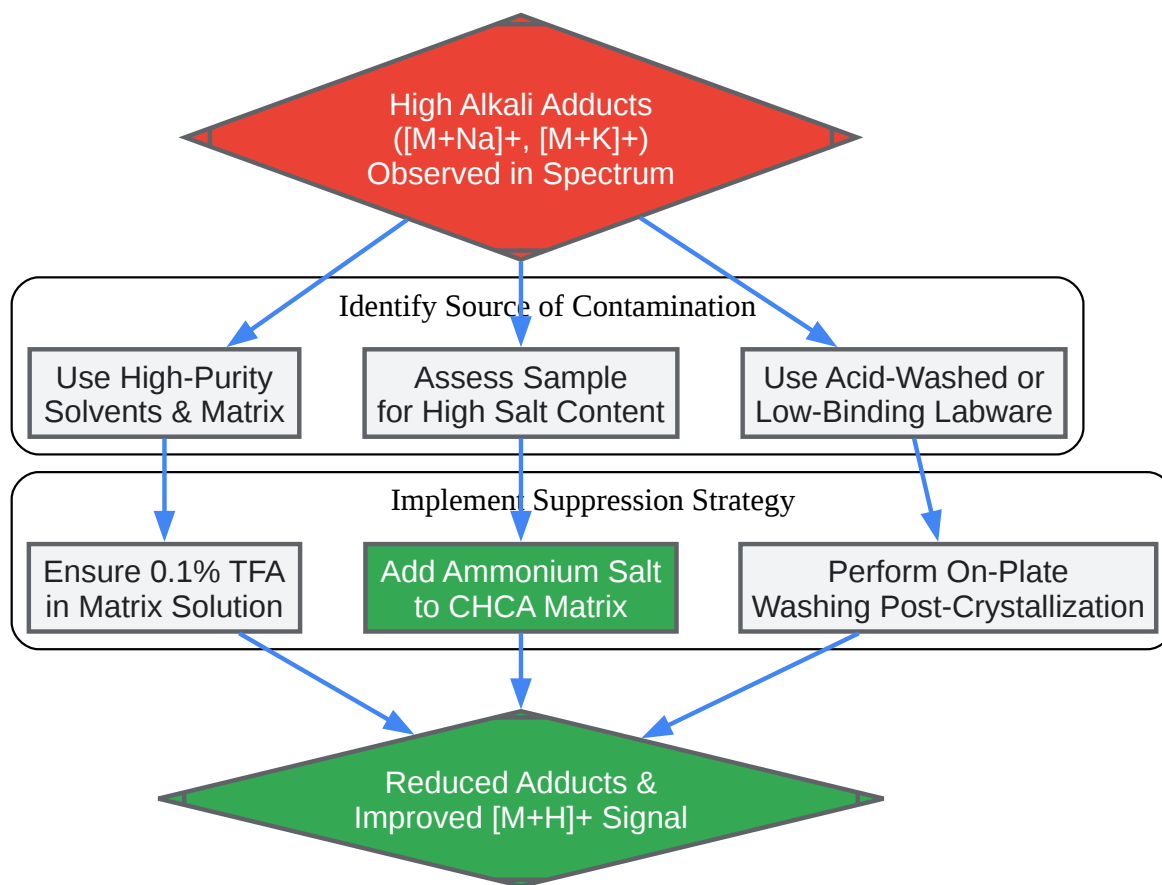 High Alkali Adducts
([M+Na]+, [M+K]+)
Observed in Spectrum
Identify Source of Contamination
Use High-Purity
Solvents & Matrix
Assess Sample
for High Salt Content
Use Acid-Washed or
Low-Binding Labware
Implement Suppression Strategy
Ensure 0.1% TFA
in Matrix Solution
Add Ammonium Salt
to CHCA Matrix
Perform On-Plate
Washing Post-Crystallization
Reduced Adducts &
Improved [M+H]+ Signal